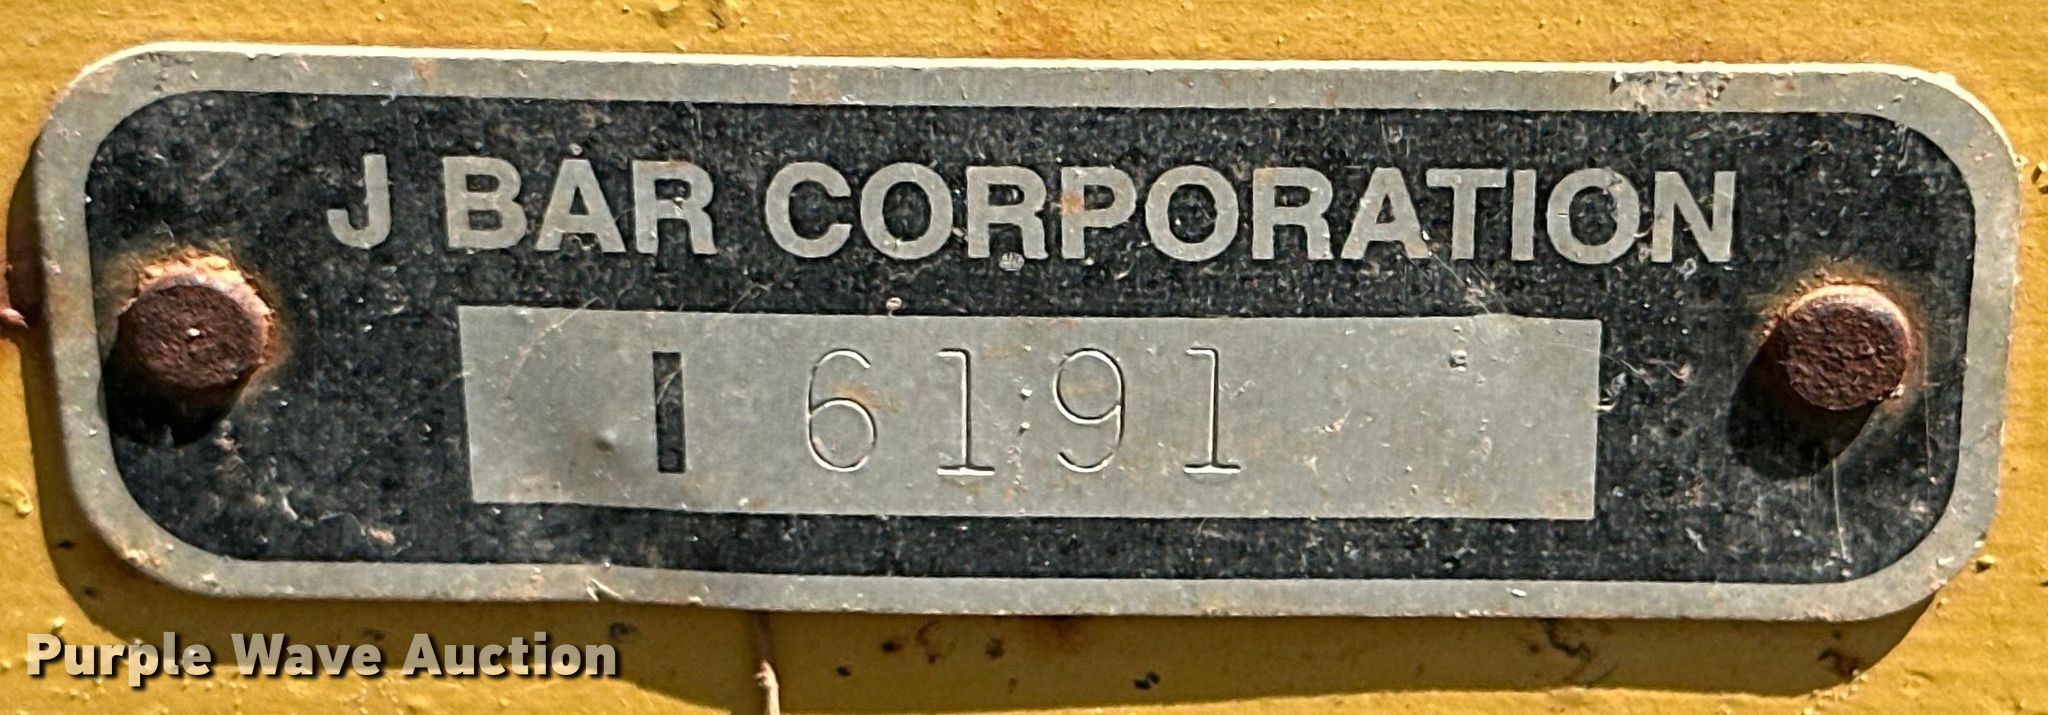 J BAR CORPORATION
I 6191
Purple Wave Auction